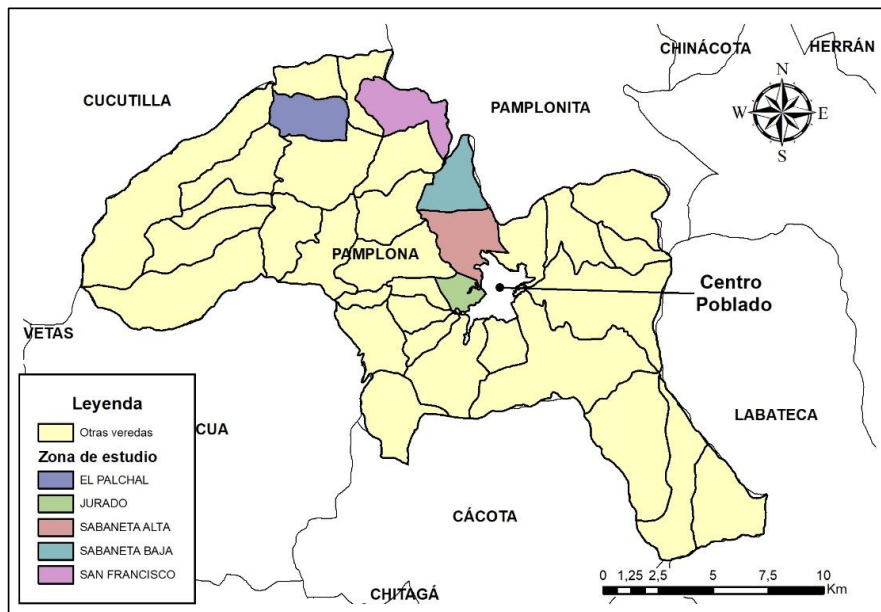 CHINÁCOTA
HERRÁN
CUCUTILLA
PAMPLONITA
N
W
E
S
PAMPLONA
Centro
Poblado
VETAS
LABATECA
CUA
CÁCOTA
CHITAGÁ
Leyenda
Otras veredas
Zona de estudio
EL PALCHAL
JURADO
SABANETA ALTA
SABANETA BAJA
SAN FRANCISCO
0 1,25 2,5 5 7,5 10
Km